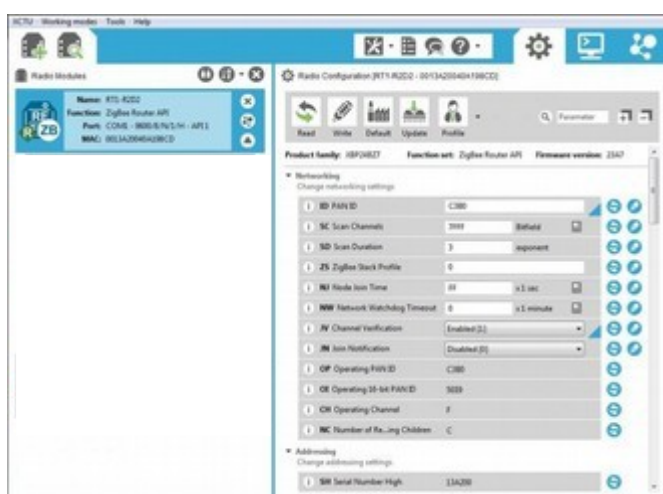 XCTU Working modes Tools Help
Radio Modules
Name: RT1-R2D2
Function: ZigBee Router API
Port: COM1 - 9600/8/N/1/H - API 1
MAC: 0013A20040A198CD
Radio Configuration [RT1-R2D2 - 0013A20040A198CD]
Read Write Default Update Profile
Parameter
Product family: XBP24BZ7 Function set: ZigBee Router API Firmware version: 23A7
Networking
Change networking settings
ID PAN ID C3B0
SC Scan Channels Bitfield
SD Scan Duration 3 exponent
ZS ZigBee Stack Profile 0
NJ Node Join Time FF x 1 sec
NW Network Watchdog Timeout 0 x 1 minute
JV Channel Verification Enabled [1]
JN Join Notification Disabled [0]
OP Operating PAN ID C3B0
OI Operating 16-bit PAN ID
CH Operating Channel F
NC Number of Re...ing Children C
Addressing
Change addressing settings
SH Serial Number High 13A200